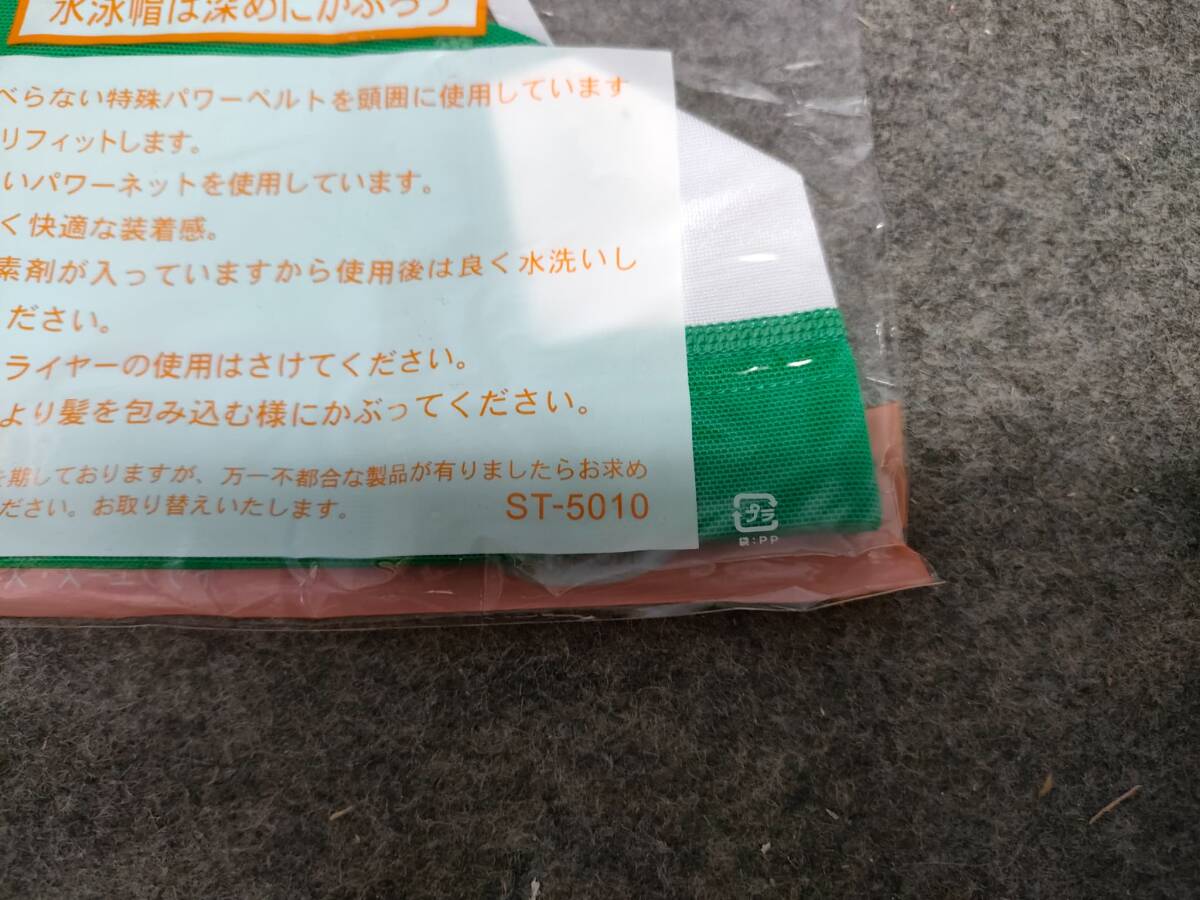 水泳帽は深めにかぶろう
べらない特殊パワーベルトを頭囲に使用しています
リフィットします。
いパワーネットを使用しています。
く快適な装着感。
素剤が入っていますから使用後は良く水洗いし
ください。
ライヤーの使用はさけてください。
より髪を包み込む様にかぶってください。
を期しておりますが、万一不都合な製品が有りましたらお求め
ださい。お取り替えいたします。
ST-5010
プラ
袋:PP